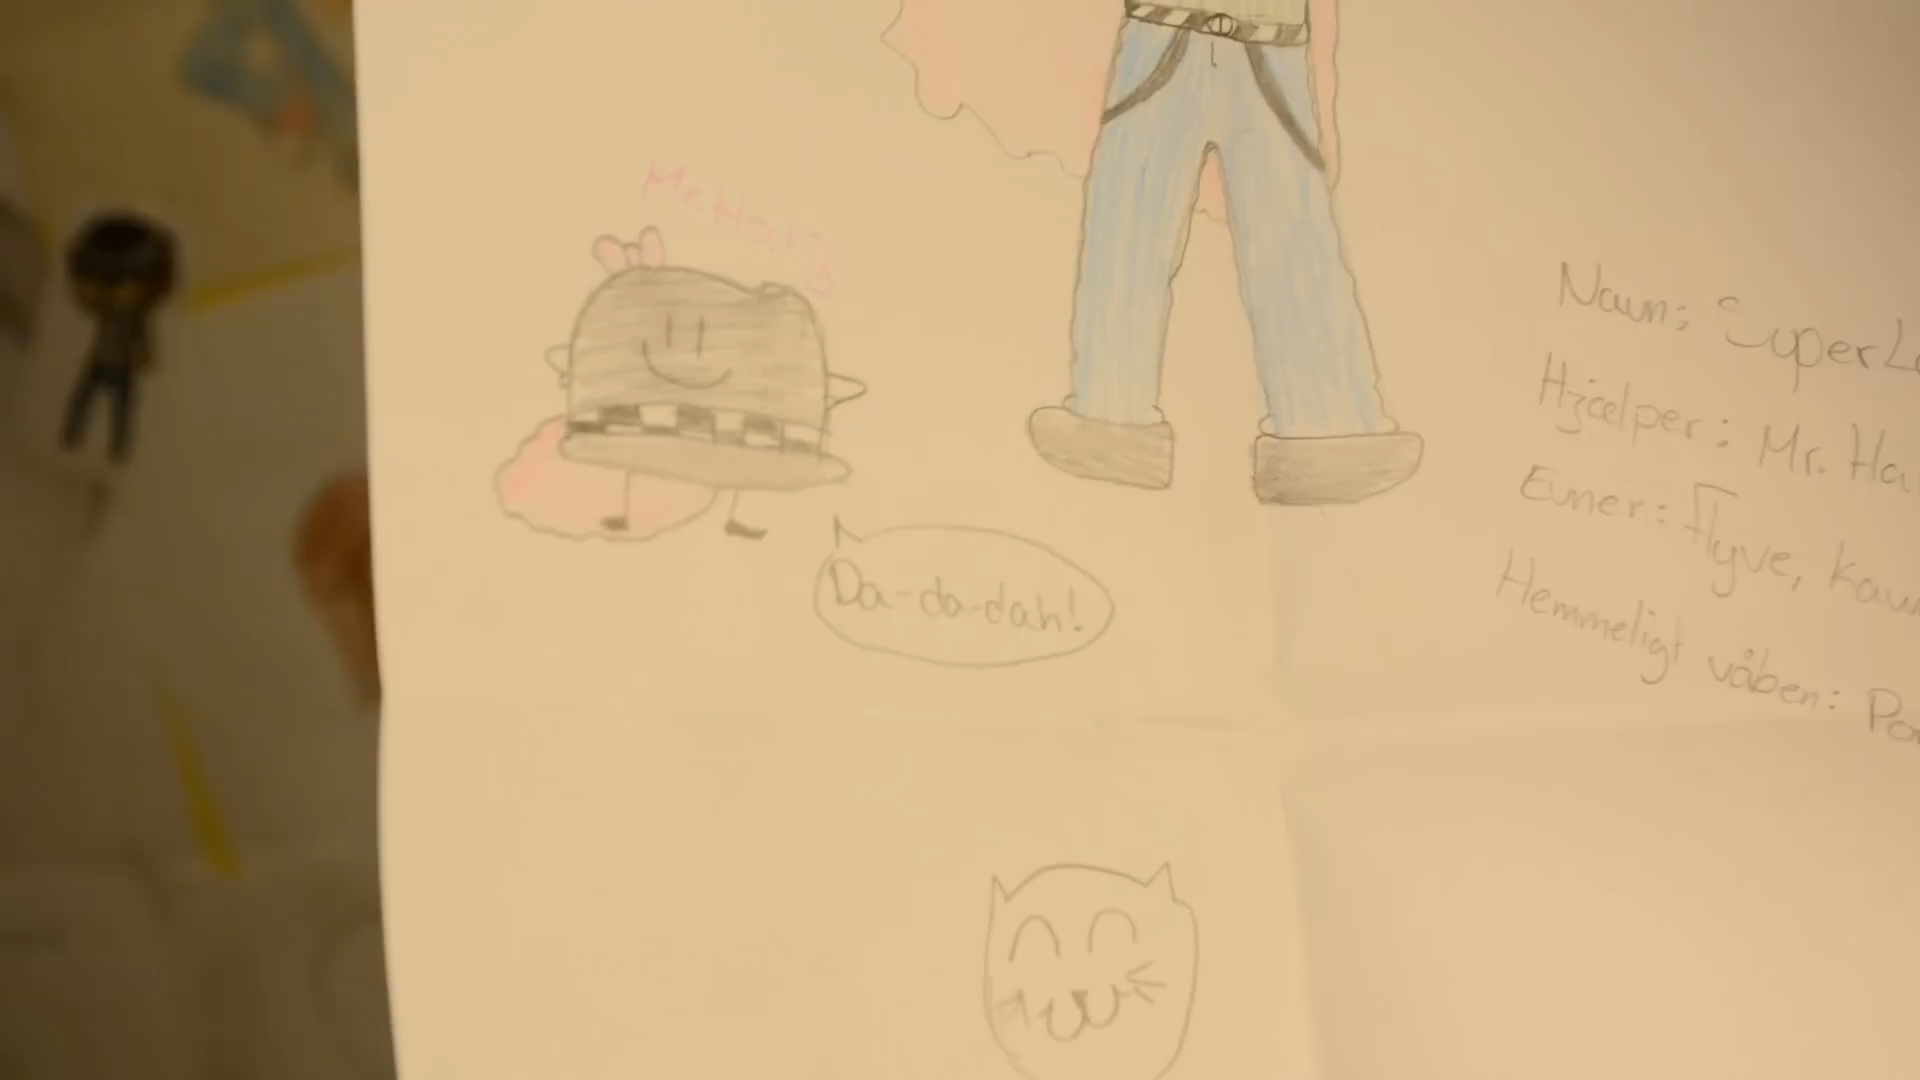 Mr. Hat
Navn: Super
Hjælper: Mr. Ha
Evner: Flyve,
Hemmeligt våben:
Da-da-dah!